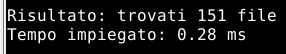 Risultato: trovati 151 file
Tempo impiegato: 0.28 ms